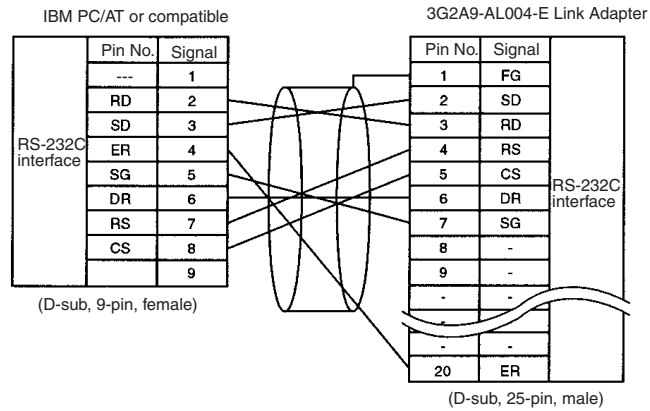 IBM PC/AT or compatible
3G2A9-AL004-E Link Adapter
RS-232C interface
Pin No. Signal
--- 1
RD 2
SD 3
ER 4
SG 5
DR 6
RS 7
CS 8
9
(D-sub, 9-pin, female)
Pin No. Signal
1 FG
2 SD
3 RD
4 RS
5 CS
6 DR
7 SG
8 -
9 -
- -
- -
- -
20 ER
RS-232C interface
(D-sub, 25-pin, male)